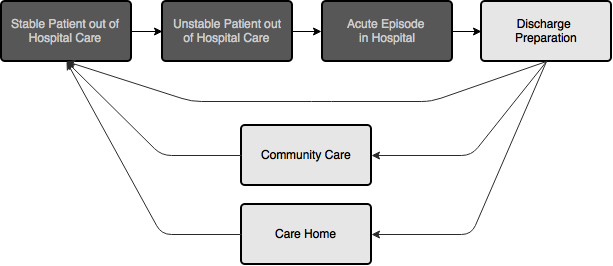 Stable Patient out of
Hospital Care
Unstable Patient out
of Hospital Care
Acute Episode
in Hospital
Discharge
Preparation
Community Care
Care Home